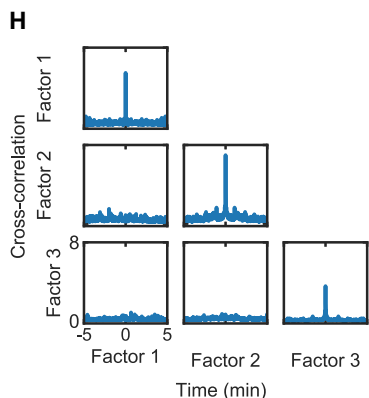 H
Cross-correlation
Factor 1
Factor 2
Factor 3
8
0
-5 0 5
Factor 1 Factor 2 Factor 3
Time (min)